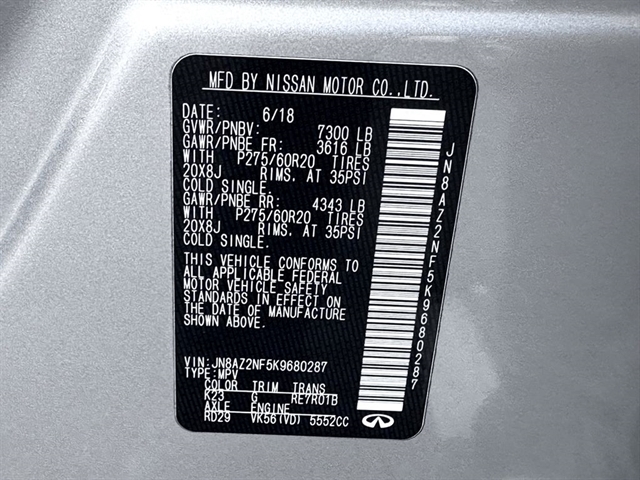 MFD BY NISSAN MOTOR CO.,LTD.
DATE: 6/18
GVWR/PNBV: 7300 LB
GAWR/PNBE FR: 3616 LB
WITH P275/60R20 TIRES
20X8J RIMS. AT 35PSI
COLD SINGLE.
GAWR/PNBE RR: 4343 LB
WITH P275/60R20 TIRES
20X8J RIMS. AT 35PSI
COLD SINGLE.
THIS VEHICLE CONFORMS TO
ALL APPLICABLE FEDERAL
MOTOR VEHICLE SAFETY
STANDARDS IN EFFECT ON
THE DATE OF MANUFACTURE
SHOWN ABOVE.
VIN:JN8AZ2NF5K9680287
TYPE:MPV
COLOR TRIM TRANS
K23 G RE7R01B
AXLE ENGINE
RD29 VK56(VD) 5552CC
INFINITI
JN8AZ2NF5K9680287